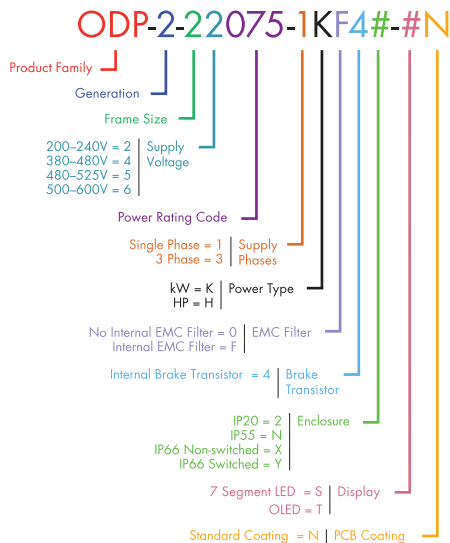 ODP-2-22075-1KF4#-#N
Product Family
Generation
Frame Size
200–240V = 2 Supply
380–480V = 4 Voltage
480–525V = 5
500–600V = 6
Power Rating Code
Single Phase = 1 Supply
3 Phase = 3 Phases
kW = K Power Type
HP = H
No Internal EMC Filter = 0 EMC Filter
Internal EMC Filter = F
Internal Brake Transistor = 4 Brake
Transistor
IP20 = 2 Enclosure
IP55 = N
IP66 Non-switched = X
IP66 Switched = Y
7 Segment LED = S Display
OLED = T
Standard Coating = N PCB Coating